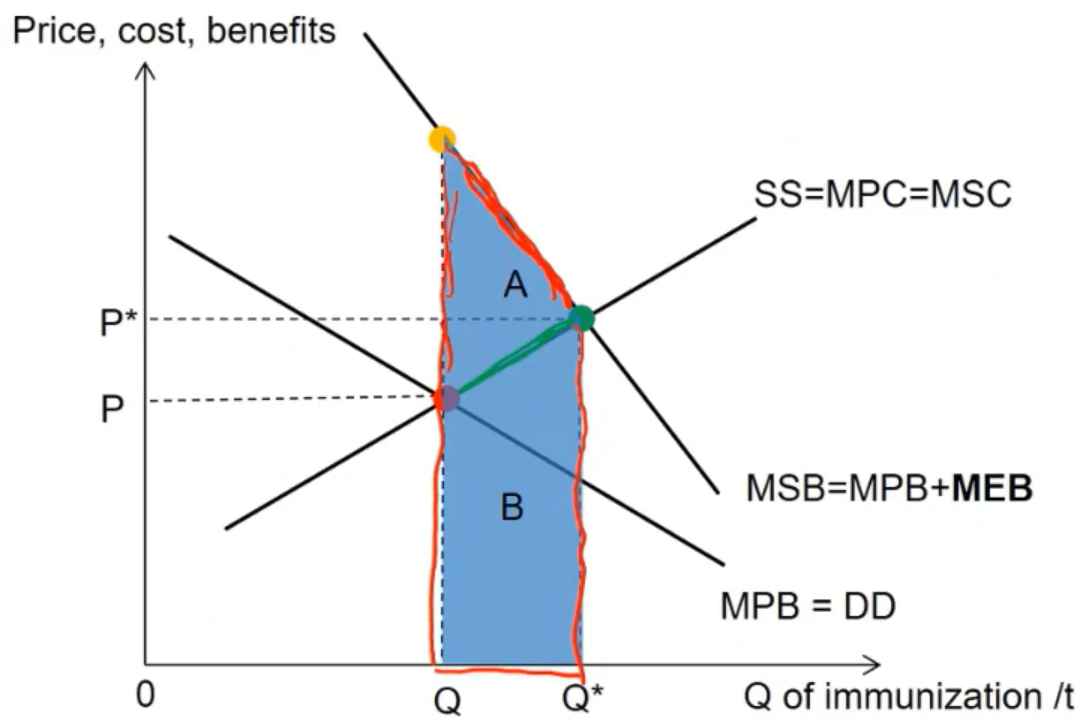 Price, cost, benefits
SS=MPC=MSC
A
P*
P
MSB=MPB+MEB
B
MPB = DD
0
Q
Q*
Q of immunization /t